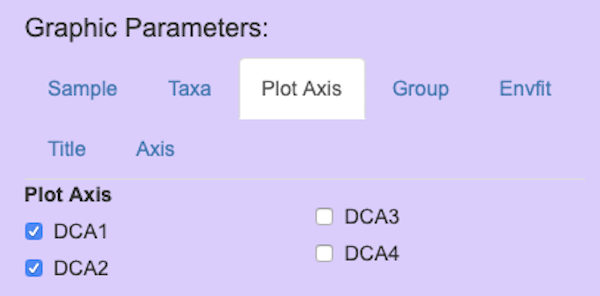 Graphic Parameters:
Sample Taxa Plot Axis Group Envfit
Title Axis
Plot Axis
DCA1
DCA2
DCA3
DCA4